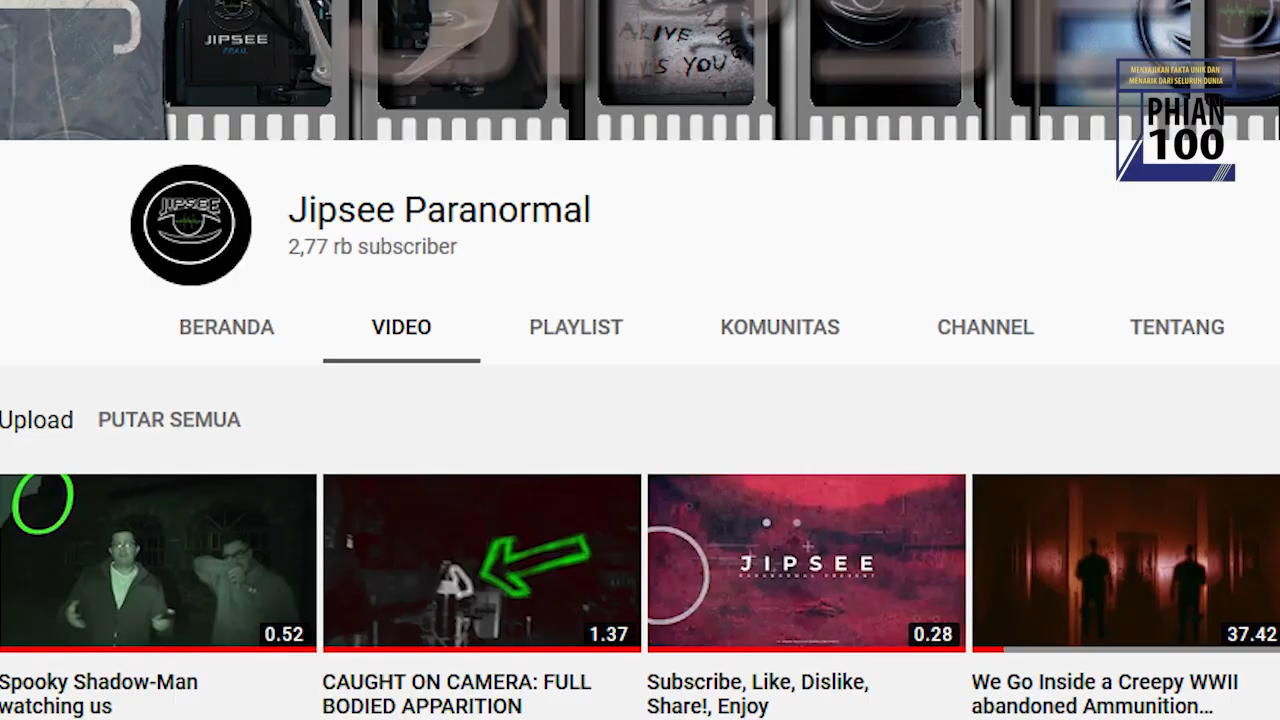 JIPSEE
P.P.A.U.
ALIVE
YOU
MENYAJIKAN FAKTA UNIK DAN
MENARIK DARI SELURUH DUNIA
PHIAN
100
JIPSEE
Jipsee Paranormal
2,77 rb subscriber
BERANDA
VIDEO
PLAYLIST
KOMUNITAS
CHANNEL
TENTANG
Upload
PUTAR SEMUA
JIPSEE
0.52
1.37
0.28
37.42
Spooky Shadow-Man
watching us
CAUGHT ON CAMERA: FULL
BODIED APPARITION
Subscribe, Like, Dislike,
Share!, Enjoy
We Go Inside a Creepy WWII
abandoned Ammunition...